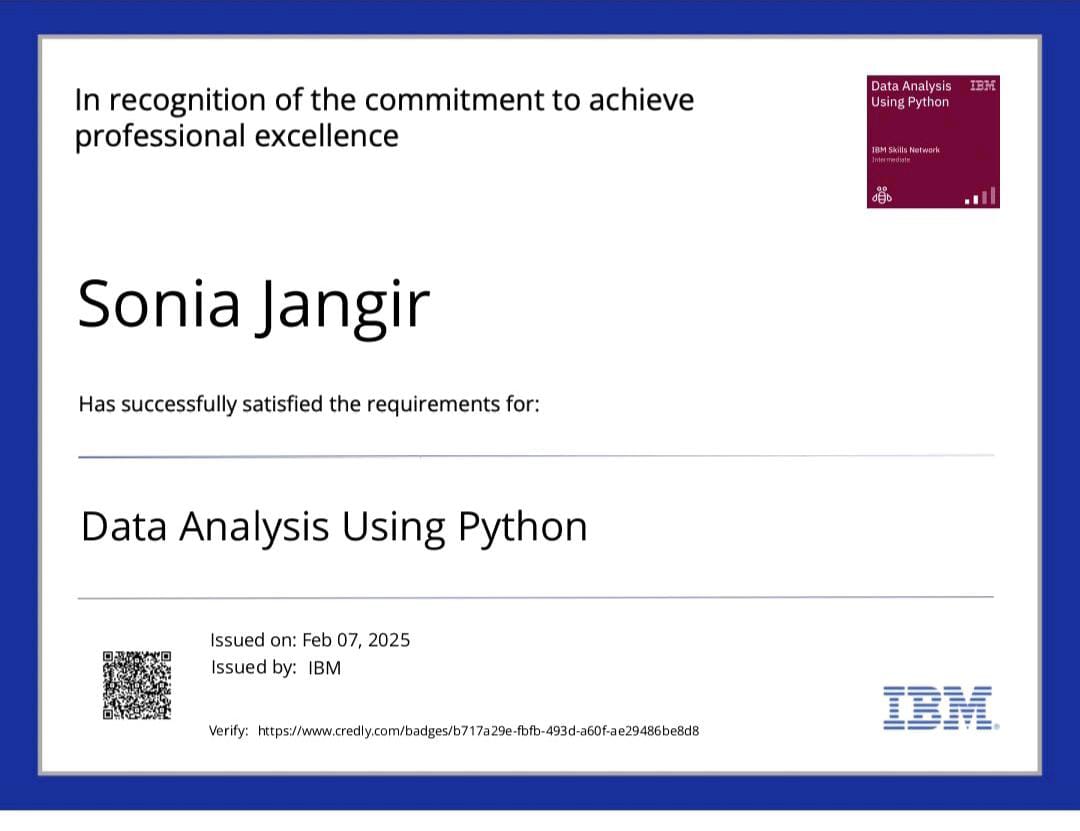 In recognition of the commitment to achieve
professional excellence
Data Analysis IBM
Using Python
IBM Skills Network
Intermediate
Sonia Jangir
Has successfully satisfied the requirements for:
Data Analysis Using Python
Issued on: Feb 07, 2025
Issued by: IBM
Verify: https://www.credly.com/badges/b717a29e-fbfb-493d-a60f-ae29486be8d8
IBM®